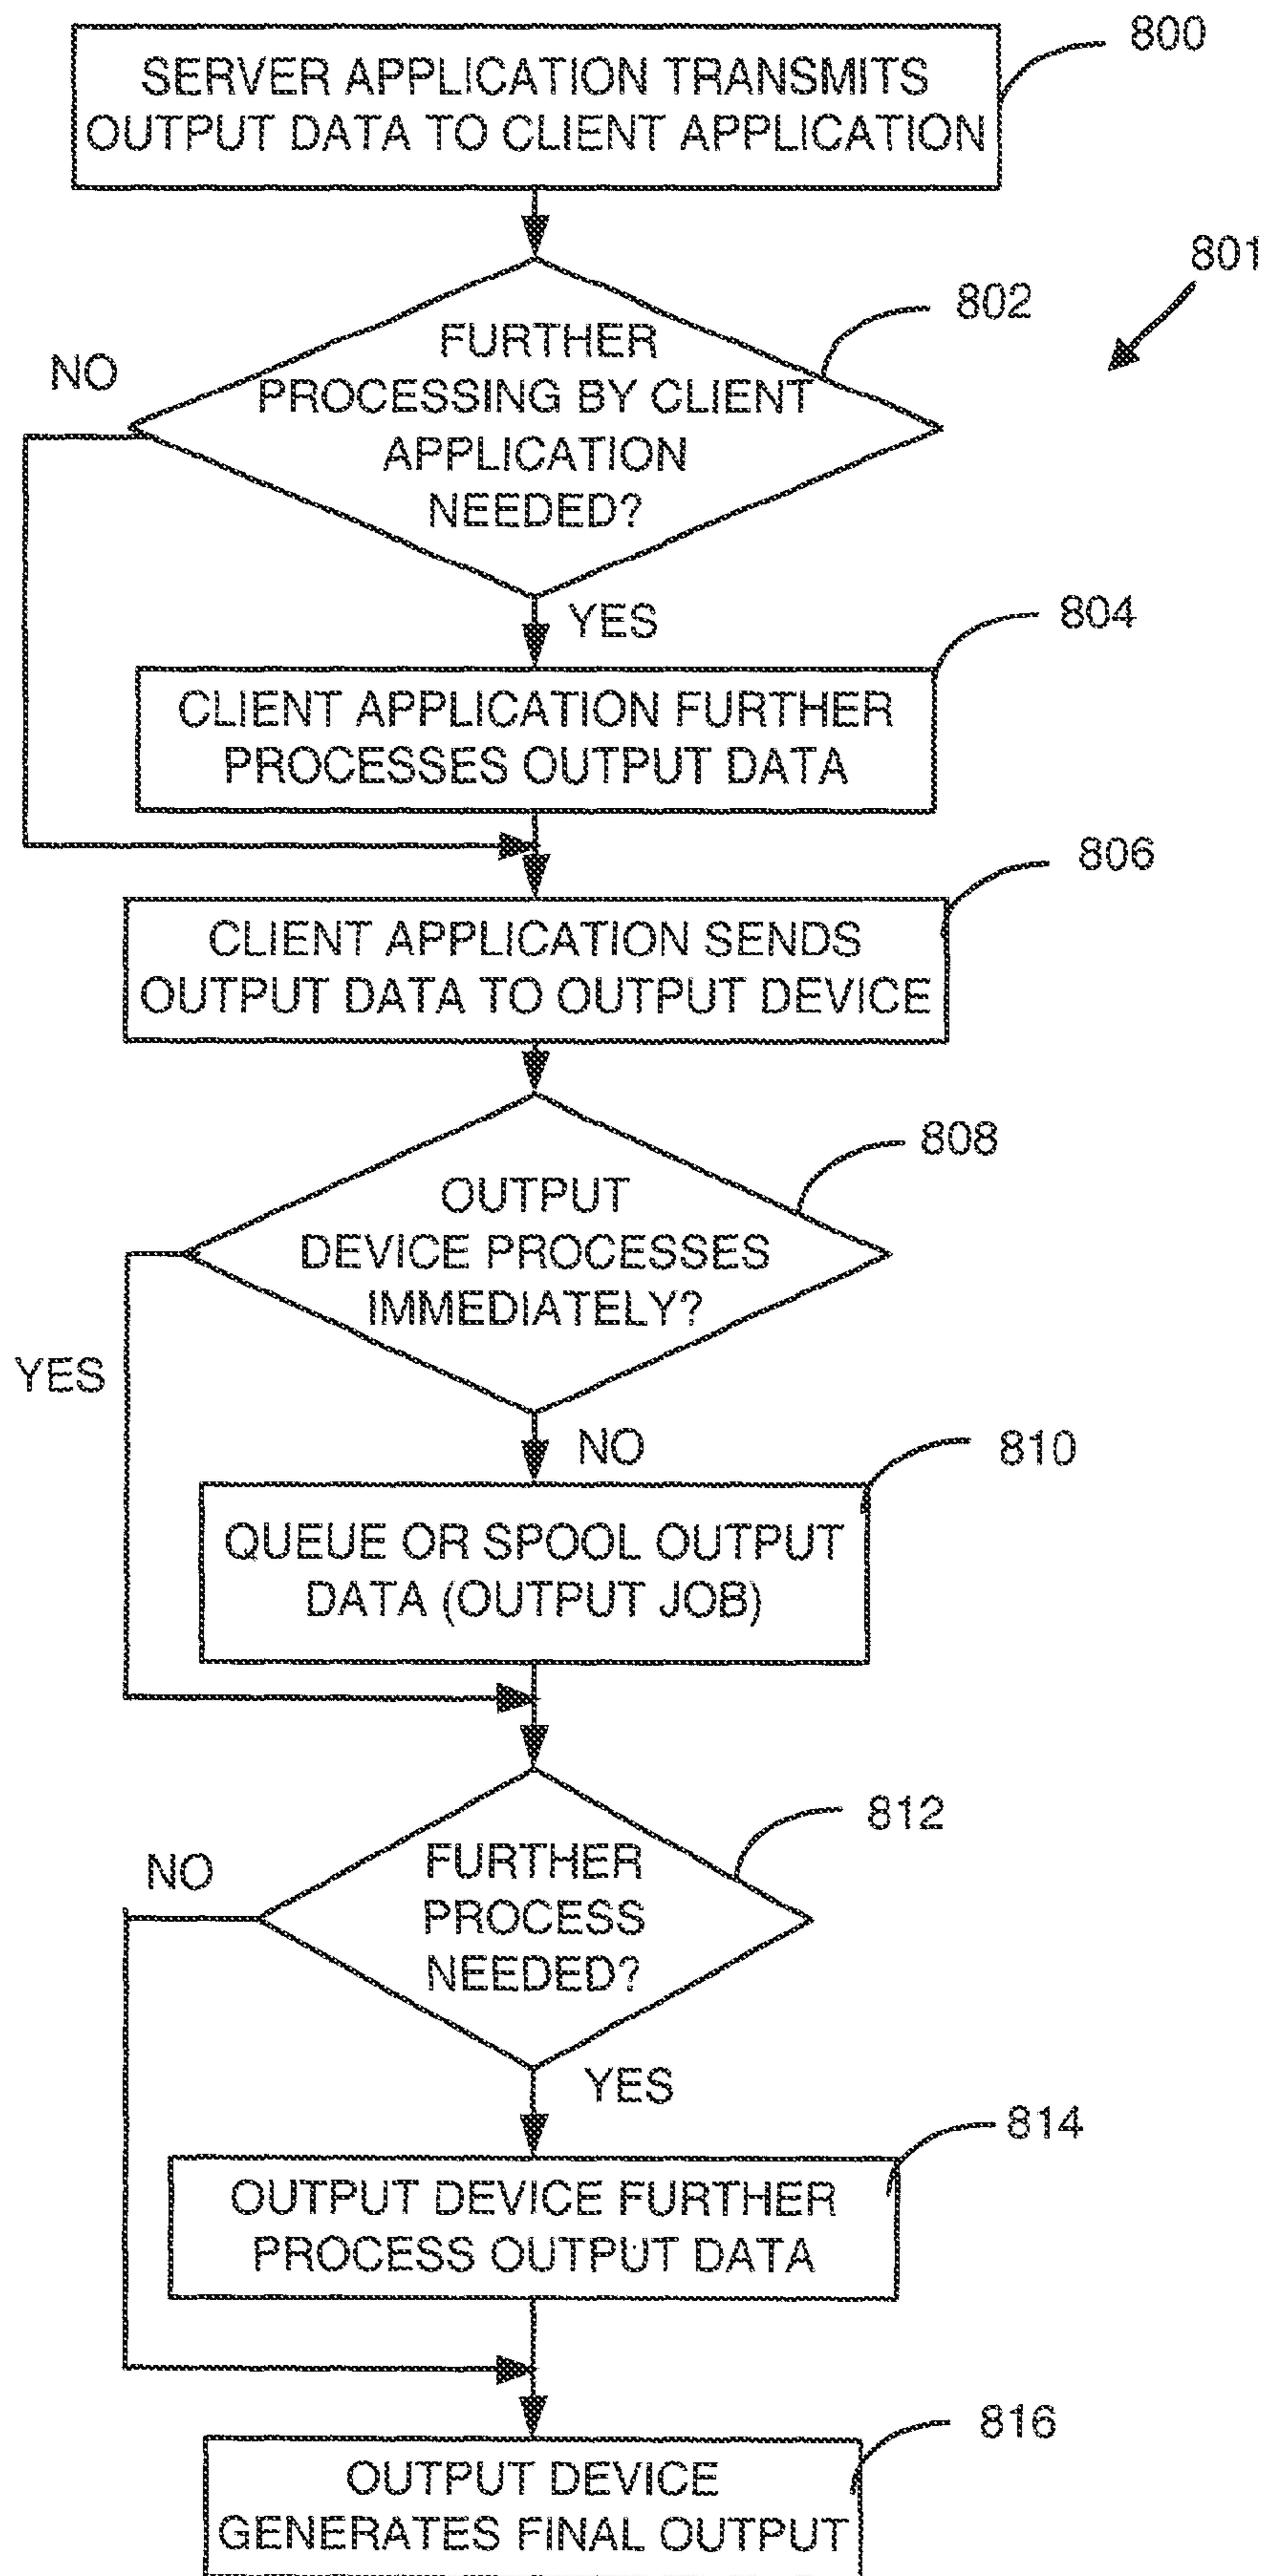 800
SERVER APPLICATION TRANSMITS
OUTPUT DATA TO CLIENT APPLICATION
801
802
FURTHER
PROCESSING BY CLIENT
APPLICATION
NEEDED?
NO
YES
804
CLIENT APPLICATION FURTHER
PROCESSES OUTPUT DATA
806
CLIENT APPLICATION SENDS
OUTPUT DATA TO OUTPUT DEVICE
808
OUTPUT
DEVICE PROCESSES
IMMEDIATELY?
YES
NO
810
QUEUE OR SPOOL OUTPUT
DATA (OUTPUT JOB)
812
FURTHER
PROCESS
NEEDED?
NO
YES
814
OUTPUT DEVICE FURTHER
PROCESS OUTPUT DATA
816
OUTPUT DEVICE
GENERATES FINAL OUTPUT